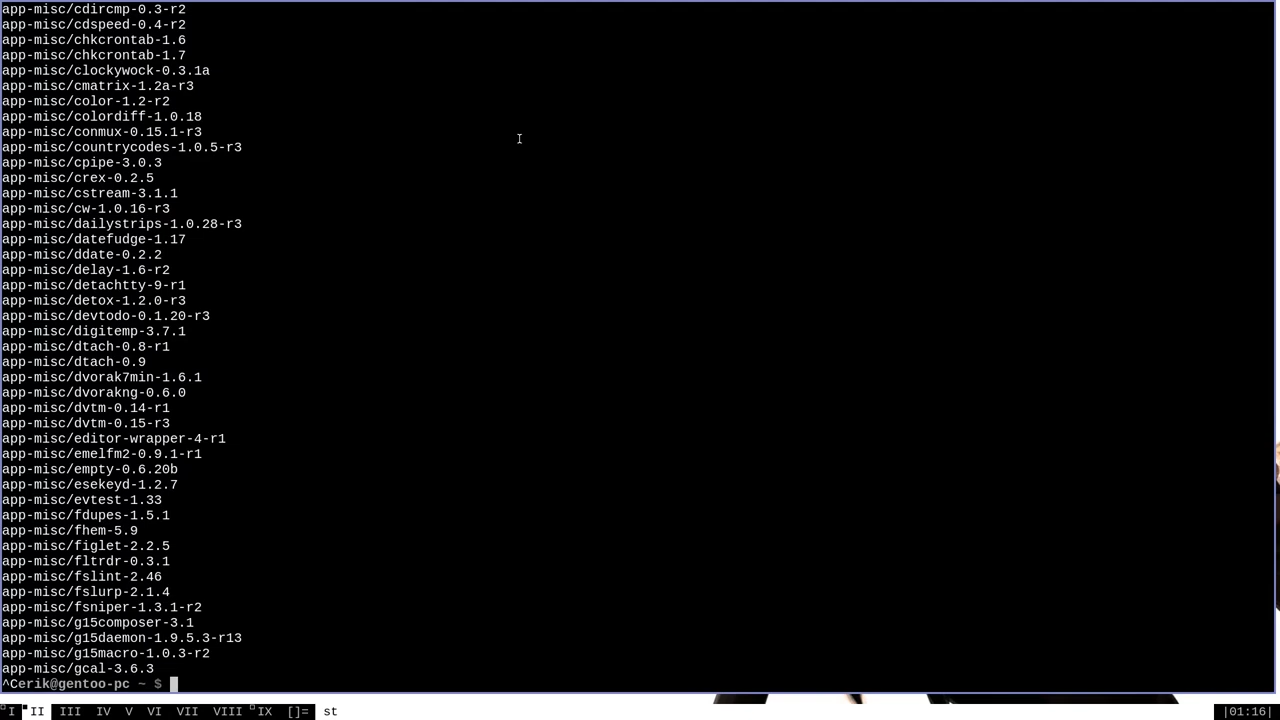 app-misc/cdircmp-0.3-r2
app-misc/cdspeed-0.4-r2
app-misc/chkcrontab-1.6
app-misc/chkcrontab-1.7
app-misc/clockywock-0.3.1a
app-misc/cmatrix-1.2a-r3
app-misc/color-1.2-r2
app-misc/colordiff-1.0.18
app-misc/conmux-0.15.1-r3
app-misc/countrycodes-1.0.5-r3
app-misc/cpipe-3.0.3
app-misc/crex-0.2.5
app-misc/cstream-3.1.1
app-misc/cw-1.0.16-r3
app-misc/dailystrips-1.0.28-r3
app-misc/datefudge-1.17
app-misc/ddate-0.2.2
app-misc/delay-1.6-r2
app-misc/detachtty-9-r1
app-misc/detox-1.2.0-r3
app-misc/devtodo-0.1.20-r3
app-misc/digitemp-3.7.1
app-misc/dtach-0.8-r1
app-misc/dtach-0.9
app-misc/dvorak7min-1.6.1
app-misc/dvorakng-0.6.0
app-misc/dvtm-0.14-r1
app-misc/dvtm-0.15-r3
app-misc/editor-wrapper-4-r1
app-misc/emelfm2-0.9.1-r1
app-misc/empty-0.6.20b
app-misc/esekeyd-1.2.7
app-misc/evtest-1.33
app-misc/fdupes-1.5.1
app-misc/fhem-5.9
app-misc/figlet-2.2.5
app-misc/fltrdr-0.3.1
app-misc/fslint-2.46
app-misc/fslurp-2.1.4
app-misc/fsniper-1.3.1-r2
app-misc/g15composer-3.1
app-misc/g15daemon-1.9.5.3-r13
app-misc/g15macro-1.0.3-r2
app-misc/gcal-3.6.3
^Cerik@gentoo-pc ~ $
I II III IV V VI VII VIII IX []= st |01:16|